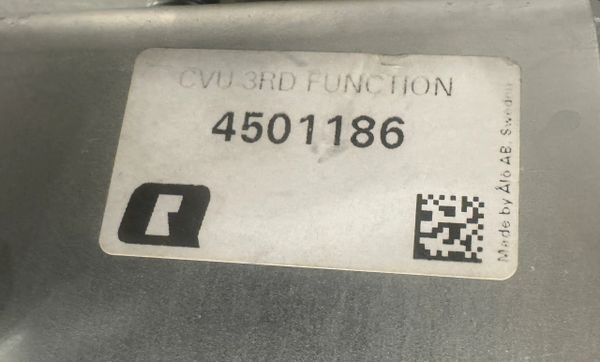 CVU 3RD FUNCTION
4501186
Made by Ålö AB, Sweden